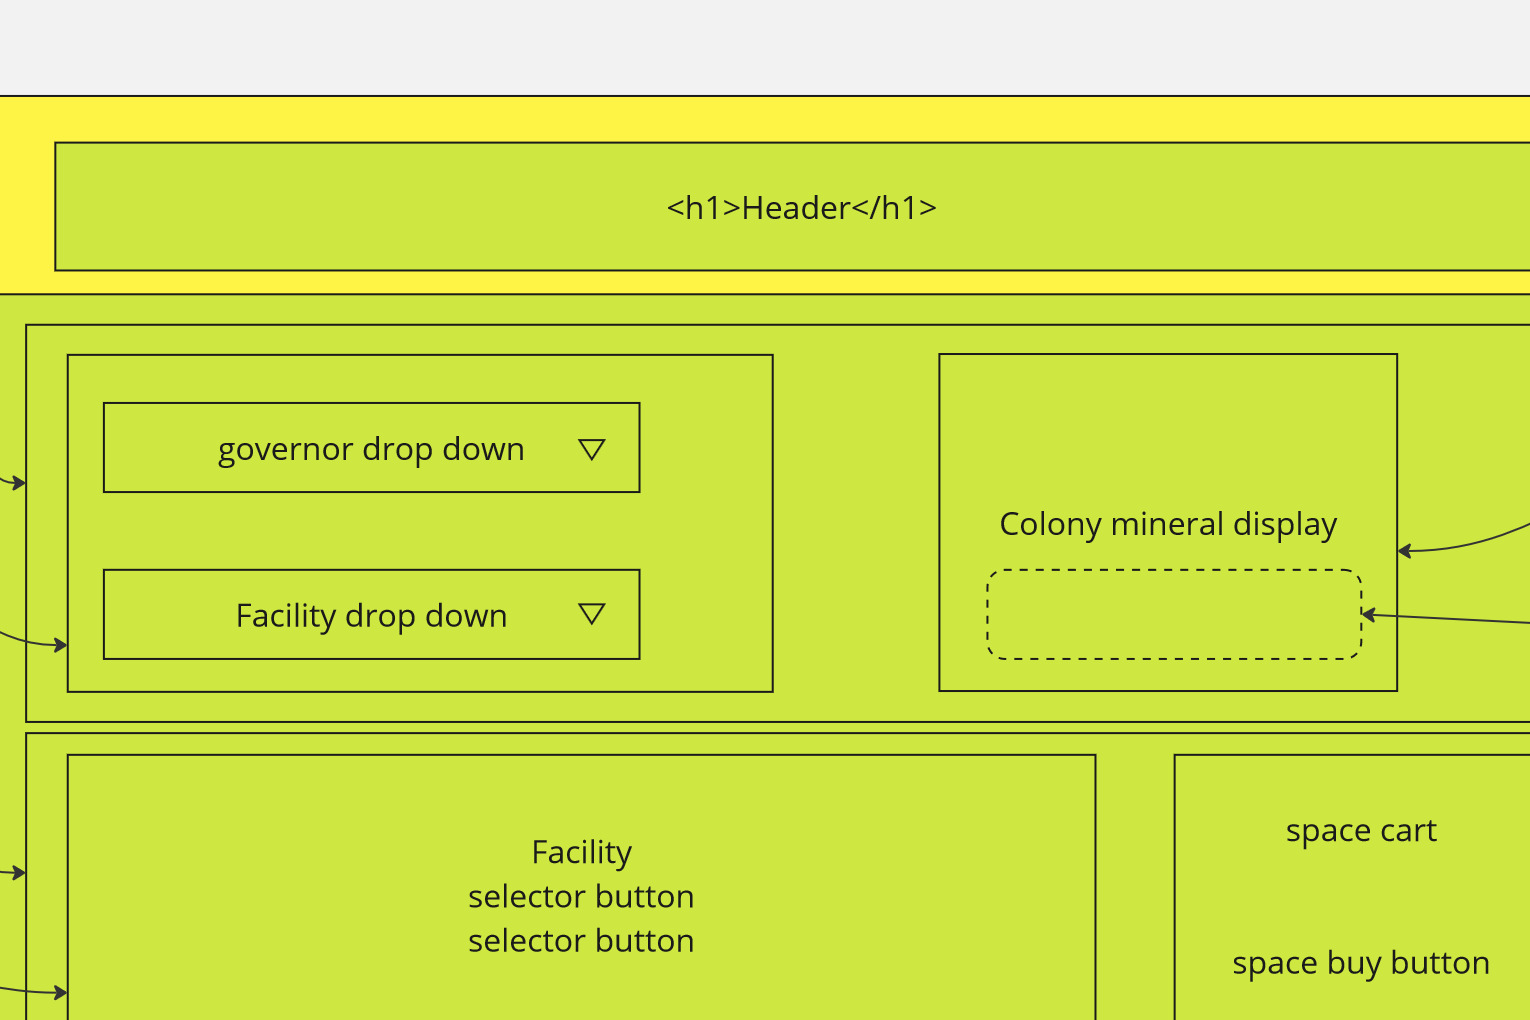 <h1>Header</h1>
governor drop down
Facility drop down
Colony mineral display
Facility
selector button
selector button
space cart
space buy button